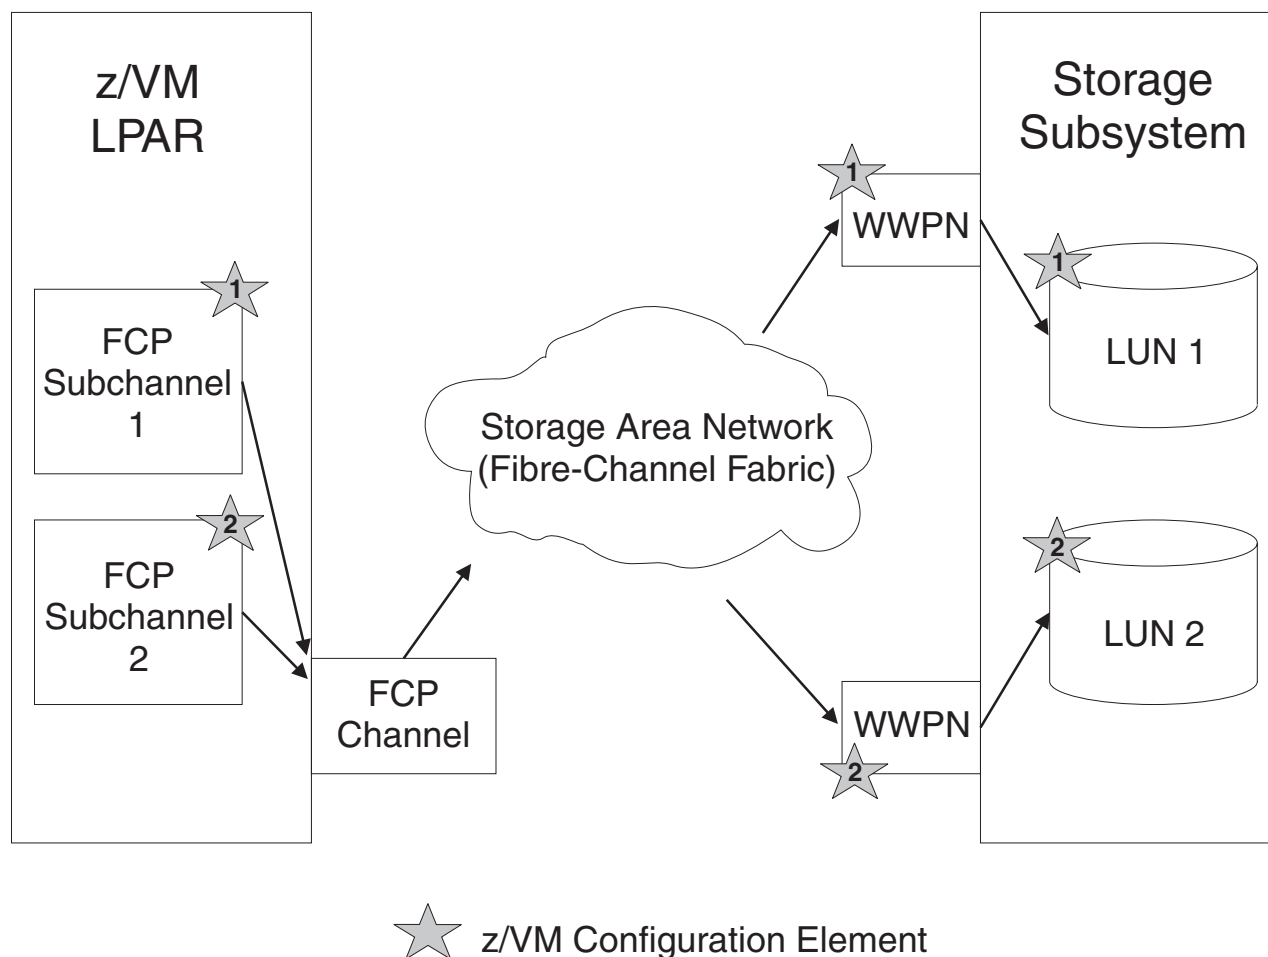 z/VM
LPAR
Storage
Subsystem
1
WWPN
1
LUN 1
1
FCP
Subchannel
1
Storage Area Network
(Fibre-Channel Fabric)
2
FCP
Subchannel
2
2
LUN 2
FCP
Channel
WWPN
2
z/VM Configuration Element